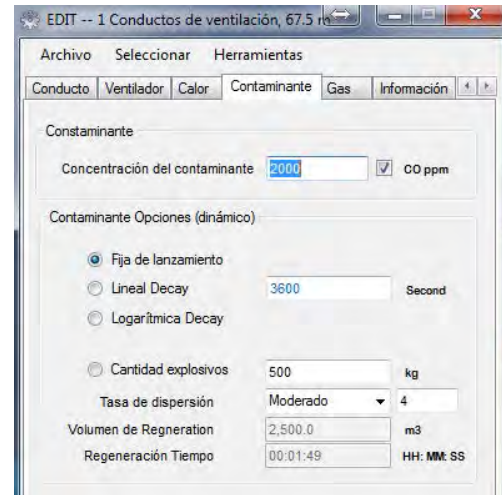 EDIT -- 1 Conductos de ventilación, 67.5 m
Archivo Seleccionar Herramientas
Conducto Ventilador Calor Contaminante Gas Información
Constaminante
Concentración del contaminante 2000 CO ppm
Contaminante Opciones (dinámico)
Fija de lanzamiento
Lineal Decay 3600 Second
Logarítmica Decay
Cantidad explosivos 500 kg
Tasa de dispersión Moderado 4
Volumen de Regneration 2,500.0 m3
Regeneración Tiempo 00:01:49 HH: MM: SS